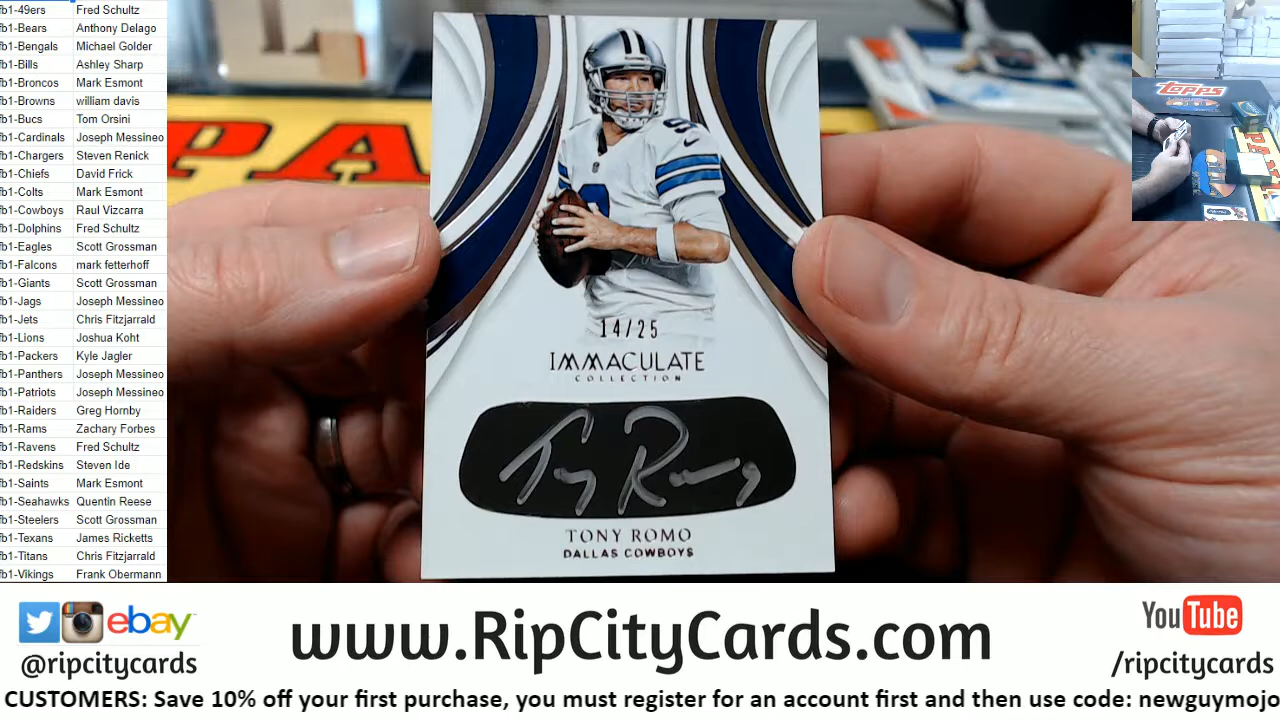 fb1-49ers Fred Schultz
fb1-Bears Anthony Delago
fb1-Bengals Michael Golder
fb1-Bills Ashley Sharp
fb1-Broncos Mark Esmont
fb1-Browns william davis
fb1-Bucs Tom Orsini
fb1-Cardinals Joseph Messineo
fb1-Chargers Steven Renick
fb1-Chiefs David Frick
fb1-Colts Mark Esmont
fb1-Cowboys Raul Vizcarra
fb1-Dolphins Fred Schultz
fb1-Eagles Scott Grossman
fb1-Falcons mark fetterhoff
fb1-Giants Scott Grossman
fb1-Jags Joseph Messineo
fb1-Jets Chris Fitzjarrald
fb1-Lions Joshua Koht
fb1-Packers Kyle Jagler
fb1-Panthers Joseph Messineo
fb1-Patriots Joseph Messineo
fb1-Raiders Greg Hornby
fb1-Rams Zachary Forbes
fb1-Ravens Fred Schultz
fb1-Redskins Steven Ide
fb1-Saints Mark Esmont
fb1-Seahawks Quentin Reese
fb1-Steelers Scott Grossman
fb1-Texans James Ricketts
fb1-Titans Chris Fitzjarrald
fb1-Vikings Frank Obermann
PA
topps
9
14/25
IMMACULATE
COLLECTION
Tony Romo
TONY ROMO
DALLAS COWBOYS
ebay
@ripcitycards
www.RipCityCards.com
YouTube
/ripcitycards
CUSTOMERS: Save 10% off your first purchase, you must register for an account first and then use code: newguymojo